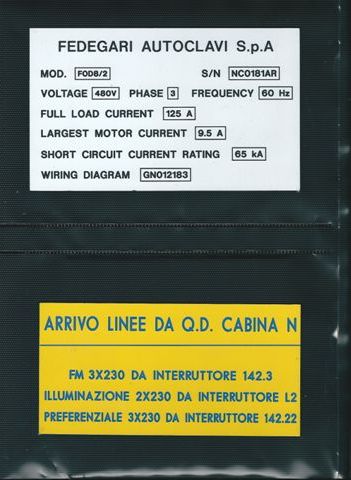 FEDEGARI AUTOCLAVI S.p.A
MOD. FOD8/2 S/N NC0181AR
VOLTAGE 480V PHASE 3 FREQUENCY 60 Hz
FULL LOAD CURRENT 125 A
LARGEST MOTOR CURRENT 9.5 A
SHORT CIRCUIT CURRENT RATING 65 kA
WIRING DIAGRAM GN012183
ARRIVO LINEE DA Q.D. CABINA N
FM 3X230 DA INTERRUTTORE 142.3
ILLUMINAZIONE 2X230 DA INTERRUTTORE L2
PREFERENZIALE 3X230 DA INTERRUTTORE 142.22